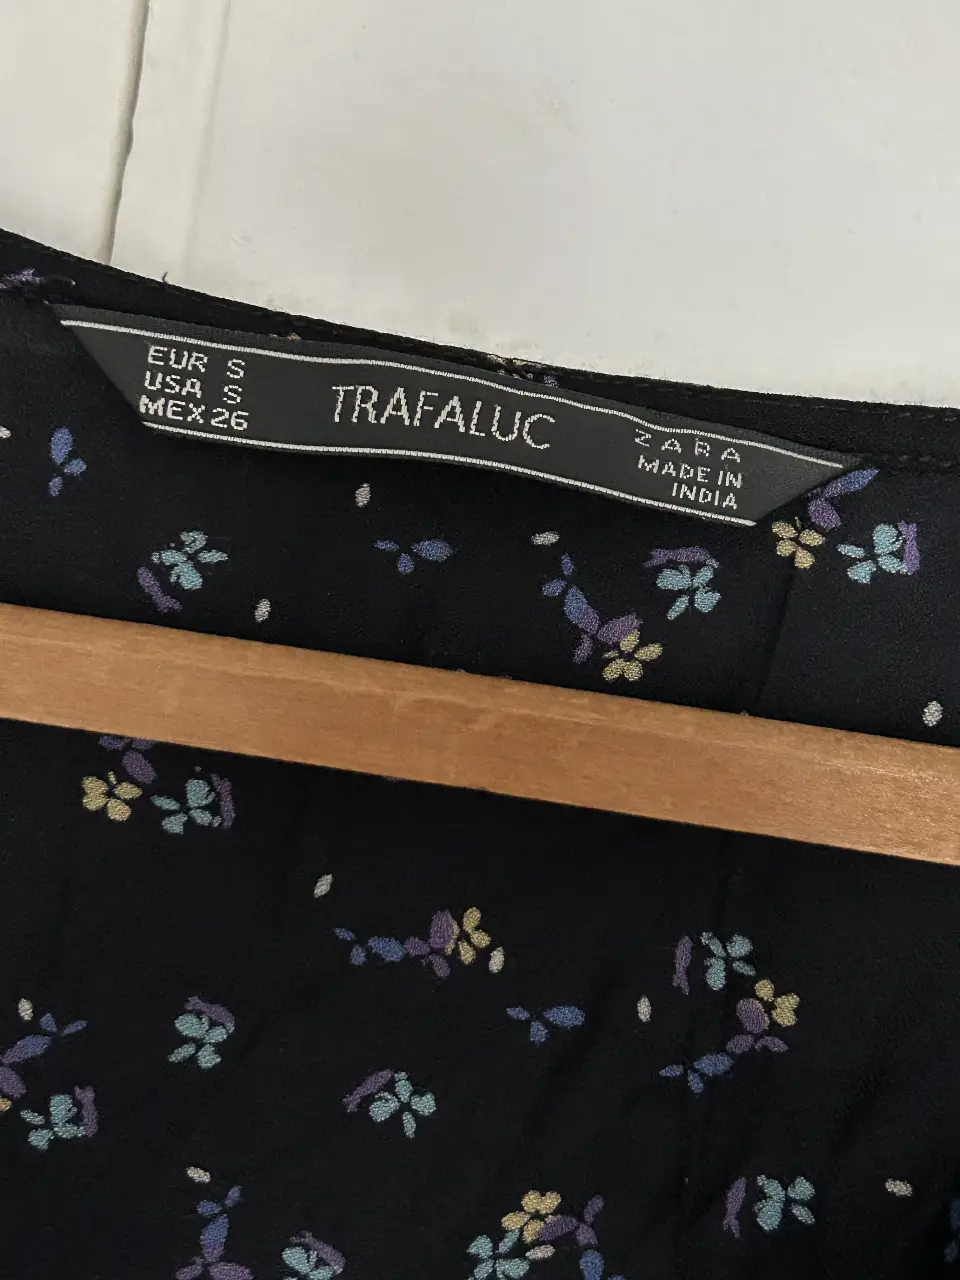 EUR S
USA S
MEX 26
TRAFALUC
ZARA
MADE IN
INDIA